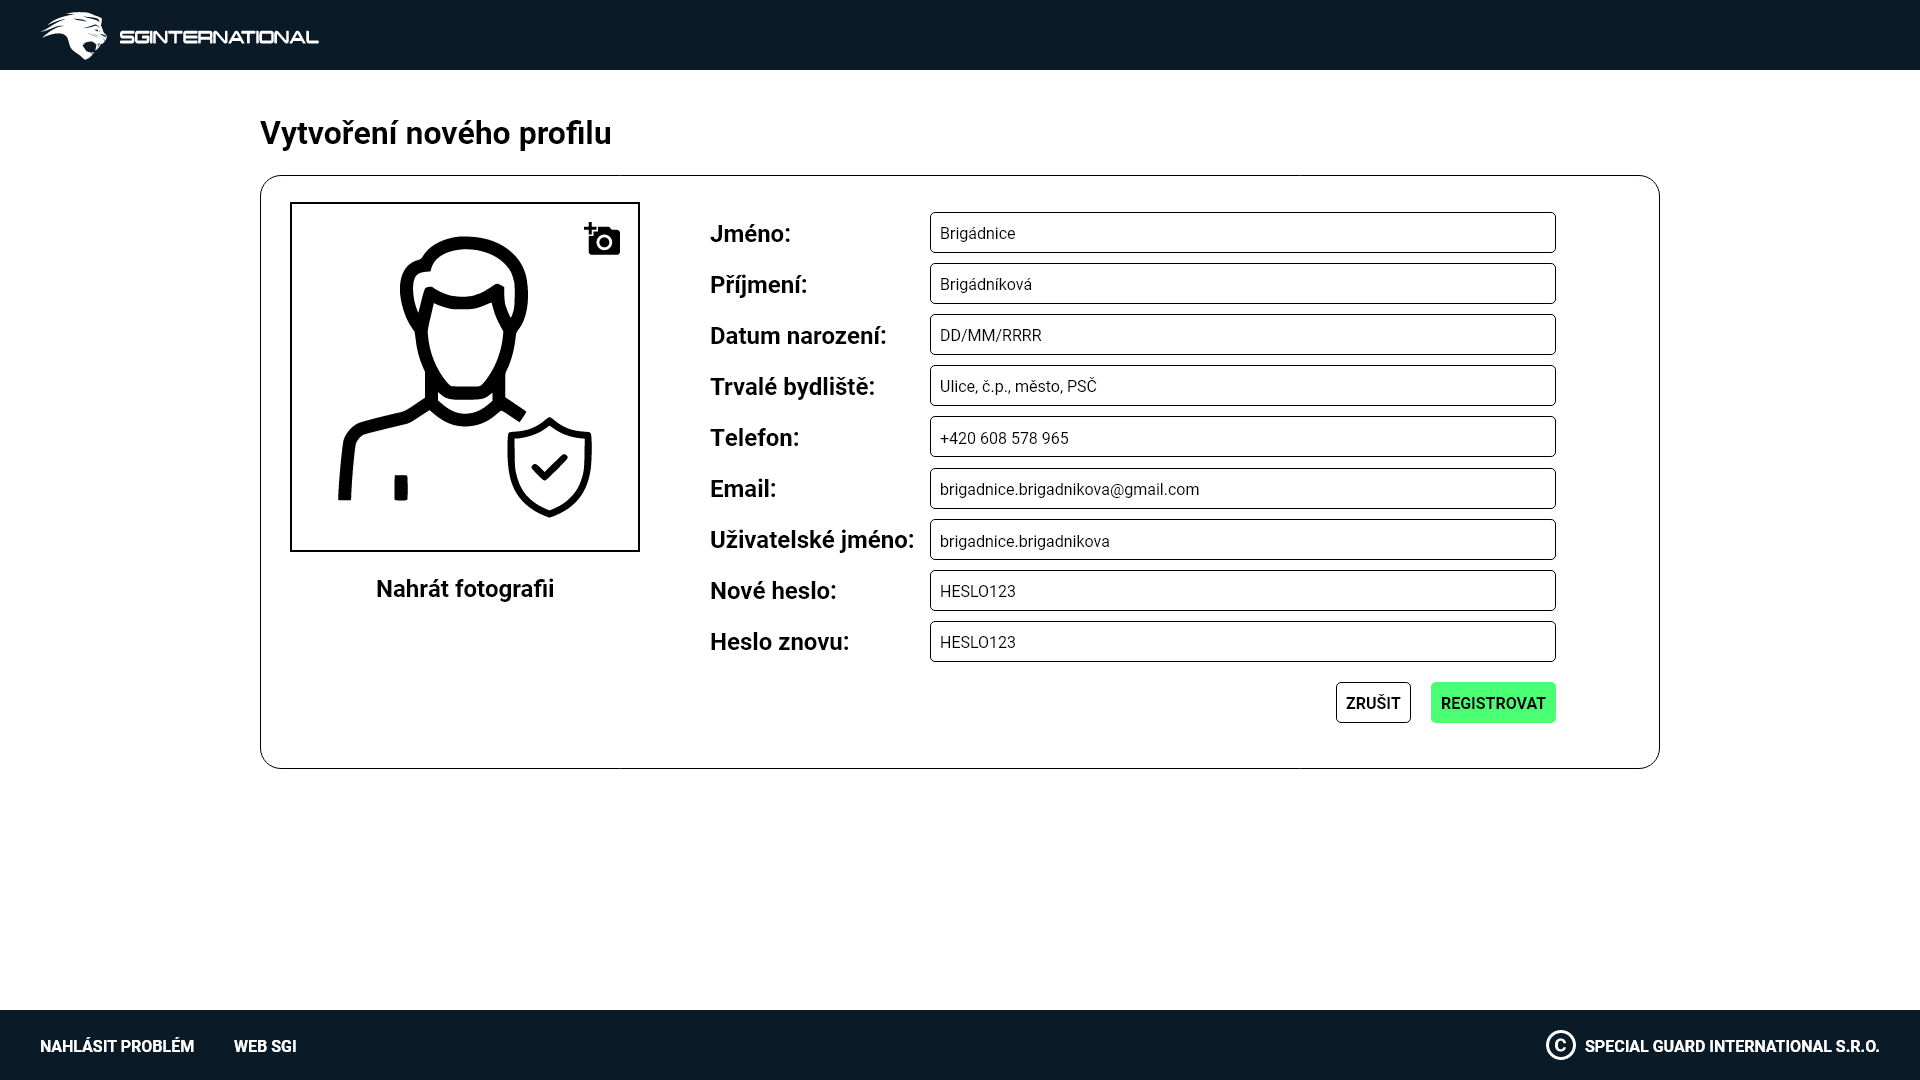 SGINTERNATIONAL
Vytvoření nového profilu
Nahrát fotografii
Jméno: Brigádnice
Příjmení: Brigádníková
Datum narození: DD/MM/RRRR
Trvalé bydliště: Ulice, č.p., město, PSČ
Telefon: +420 608 578 965
Email: brigadnice.brigadnikova@gmail.com
Uživatelské jméno: brigadnice.brigadnikova
Nové heslo: HESLO123
Heslo znovu: HESLO123
ZRUŠIT REGISTROVAT
NAHLÁSIT PROBLÉM WEB SGI © SPECIAL GUARD INTERNATIONAL S.R.O.